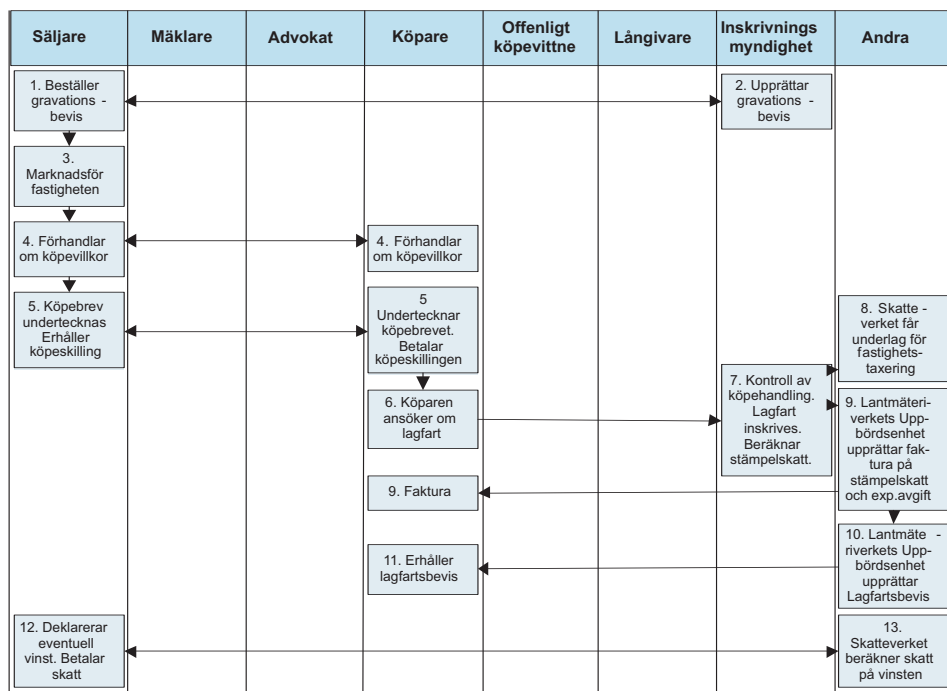 Säljare
Mäklare
Advokat
Köpare
Offenligt
köpevittne
Långivare
Inskrivnings
myndighet
Andra
1. Beställer
gravations -
bevis
2. Upprättar
gravations -
bevis
3.
Marknadsför
fastigheten
4. Förhandlar
om köpevillkor
4. Förhandlar
om köpevillkor
5. Köpebrev
undertecknas
Erhåller
köpeskilling
5
Undertecknar
köpebrevet.
Betalar
köpeskillingen
8. Skatte -
verket får
underlag för
fastighets-
taxering
6. Köparen
ansöker om
lagfart
7. Kontroll av
köpehandling.
Lagfart
inskrives.
Beräknar
stämpelskatt.
9. Lantmäteri-
verkets Upp-
bördsenhet
upprättar fak-
tura på
stämpelskatt
och exp.avgift
9. Faktura
10. Lantmäte -
riverkets Upp-
bördsenhet
upprättar
Lagfartsbevis
11. Erhåller
lagfartsbevis
12. Deklarerar
eventuell
vinst. Betalar
skatt
13.
Skatteverket
beräkner skatt
på vinsten